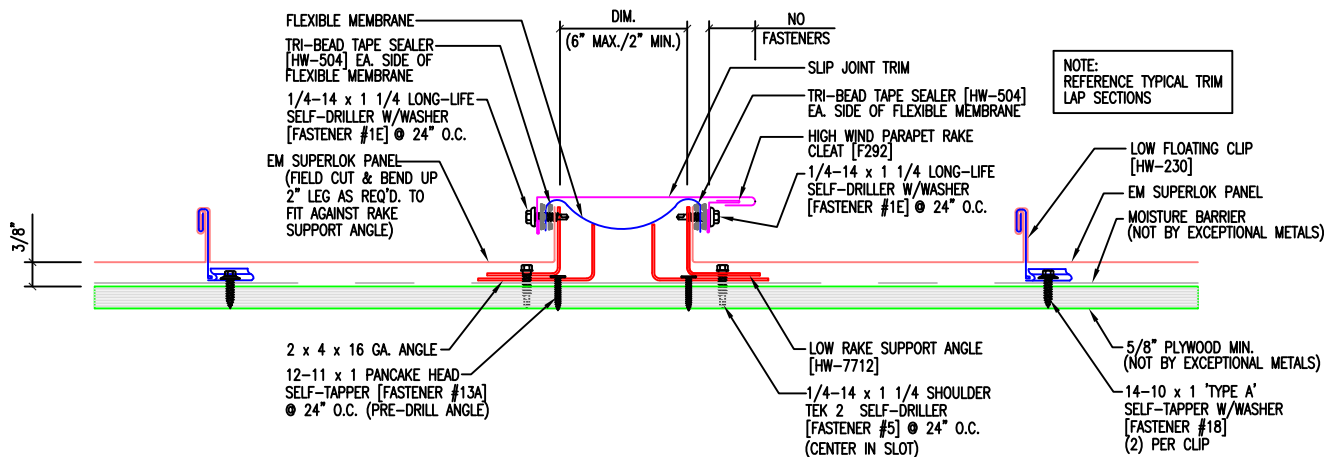 FLEXIBLE MEMBRANE
TRI-BEAD TAPE SEALER
[HW-504] EA. SIDE OF
FLEXIBLE MEMBRANE
1/4-14 x 1 1/4 LONG-LIFE
SELF-DRILLER W/WASHER
[FASTENER #1E] @ 24" O.C.
EM SUPERLOK PANEL
(FIELD CUT & BEND UP
2" LEG AS REQ'D. TO
FIT AGAINST RAKE
SUPPORT ANGLE)
3/8"
DIM.
(6" MAX./2" MIN.)
NO
FASTENERS
SLIP JOINT TRIM
TRI-BEAD TAPE SEALER [HW-504]
EA. SIDE OF FLEXIBLE MEMBRANE
HIGH WIND PARAPET RAKE
CLEAT [F292]
1/4-14 x 1 1/4 LONG-LIFE
SELF-DRILLER W/WASHER
[FASTENER #1E] @ 24" O.C.
NOTE:
REFERENCE TYPICAL TRIM
LAP SECTIONS
LOW FLOATING CLIP
[HW-230]
EM SUPERLOK PANEL
MOISTURE BARRIER
(NOT BY EXCEPTIONAL METALS)
2 x 4 x 16 GA. ANGLE
12-11 x 1 PANCAKE HEAD
SELF-TAPPER [FASTENER #13A]
@ 24" O.C. (PRE-DRILL ANGLE)
LOW RAKE SUPPORT ANGLE
[HW-7712]
1/4-14 x 1 1/4 SHOULDER
TEK 2 SELF-DRILLER
[FASTENER #5] @ 24" O.C.
(CENTER IN SLOT)
5/8" PLYWOOD MIN.
(NOT BY EXCEPTIONAL METALS)
14-10 x 1 'TYPE A'
SELF-TAPPER W/WASHER
[FASTENER #18]
(2) PER CLIP